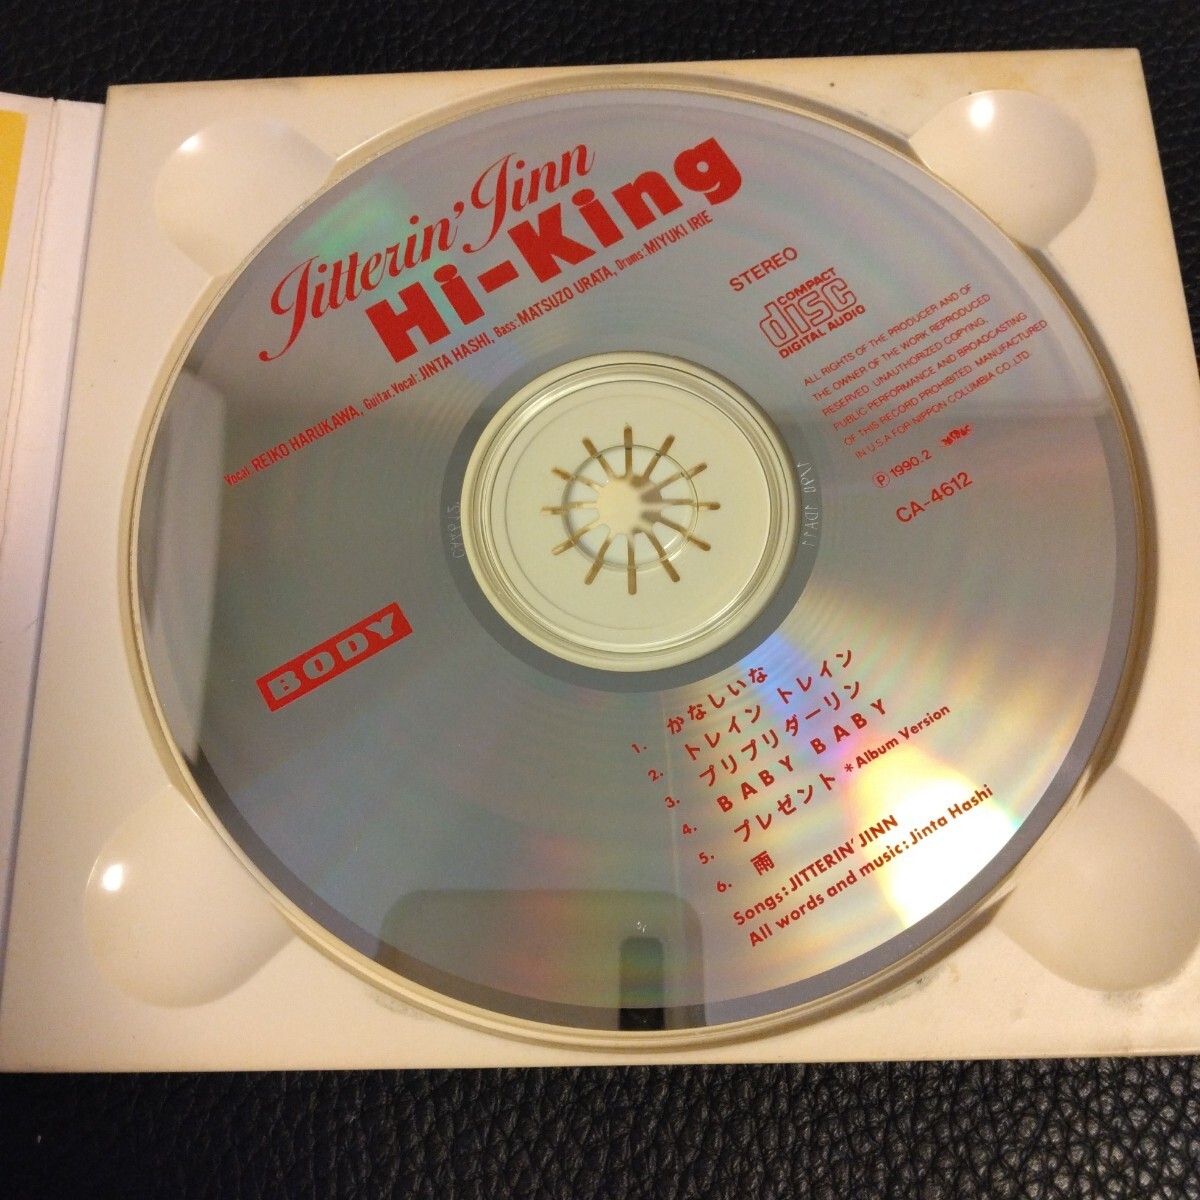 Jitterin' Jinn
Hi-King
Vocal: REIKO HARUKAWA, Guitar, Vocal: JINTA HASHI, Bass: MATSUZO URATA, Drums: MIYUKI IRIE
STEREO
COMPACT
disc
DIGITAL AUDIO
ALL RIGHTS OF THE PRODUCER AND OF
THE OWNER OF THE WORK REPRODUCED
RESERVED. UNAUTHORIZED COPYING,
PUBLIC PERFORMANCE AND BROADCASTING
OF THIS RECORD PROHIBITED. MANUFACTURED
IN U.S.A FOR NIPPON COLUMBIA CO., LTD.
Ⓟ 1990. 2
CA-4612
BODY
1. かなしいな
2. トレイン トレイン
3. プリプリダーリン
4. BABY BABY
5. プレゼント *Album Version
6. 雨
Songs: JITTERIN' JINN
All words and music: Jinta Hashi